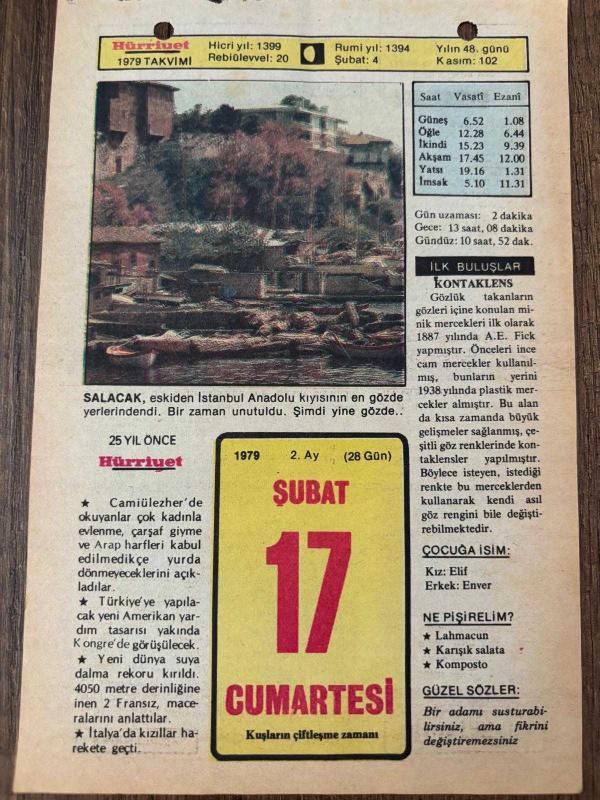 Hürriyet
1979 TAKVİMİ
Hicri yıl: 1399
Rebiülevvel: 20
Rumi yıl: 1394
Şubat: 4
Yılın 48. günü
Kasım: 102
Saat Vasatî Ezanî
Güneş 6.52 1.08
Öğle 12.28 6.44
İkindi 15.23 9.39
Akşam 17.45 12.00
Yatsı 19.16 1.31
İmsak 5.10 11.31
Gün uzaması: 2 dakika
Gece: 13 saat, 08 dakika
Gündüz: 10 saat, 52 dak.
SALACAK, eskiden İstanbul Anadolu kıyısının en gözde
yerlerindendi. Bir zaman unutuldu. Şimdi yine gözde..
İLK BULUŞLAR
KONTAKLENS
Gözlük takanların
gözleri içine konulan mi-
nik mercekleri ilk olarak
1887 yılında A.E. Fick
yapmıştır. Önceleri ince
cam mercekler kullanıl-
mış, bunların yerini
1938 yılında plastik mer-
cekler almıştır. Bu alan
da kısa zamanda büyük
gelişmeler sağlanmış, çe-
şitli göz renklerinde kon-
taklensler yapılmıştır.
Böylece isteyen, istediği
renkte bu merceklerden
kullanarak kendi asıl
göz rengini bile değişti-
rebilmektedir.
ÇOCUĞA İSİM:
Kız: Elif
Erkek: Enver
NE PİŞİRELİM?
★ Lahmacun
★ Karışık salata
★ Komposto
GÜZEL SÖZLER:
Bir adamı susturabi-
lirsiniz, ama fikrini
değiştiremezsiniz
25 YIL ÖNCE
Hürriyet
★ Camiülezher'de
okuyanlar çok kadınla
evlenme, çarşaf giyme
ve Arap harfleri kabul
edilmedikçe yurda
dönmeyeceklerini açık-
ladılar.
★ Türkiye'ye yapıla-
cak yeni Amerikan yar-
dım tasarısı yakında
Kongre'de görüşülecek.
★ Yeni dünya suya
dalma rekoru kırıldı.
4050 metre derinliğine
inen 2 Fransız, mace-
ralarını anlattılar.
★ İtalya'da kızıllar ha-
rekete geçti.
1979 2. Ay (28 Gün)
ŞUBAT
17
CUMARTESİ
Kuşların çiftleşme zamanı